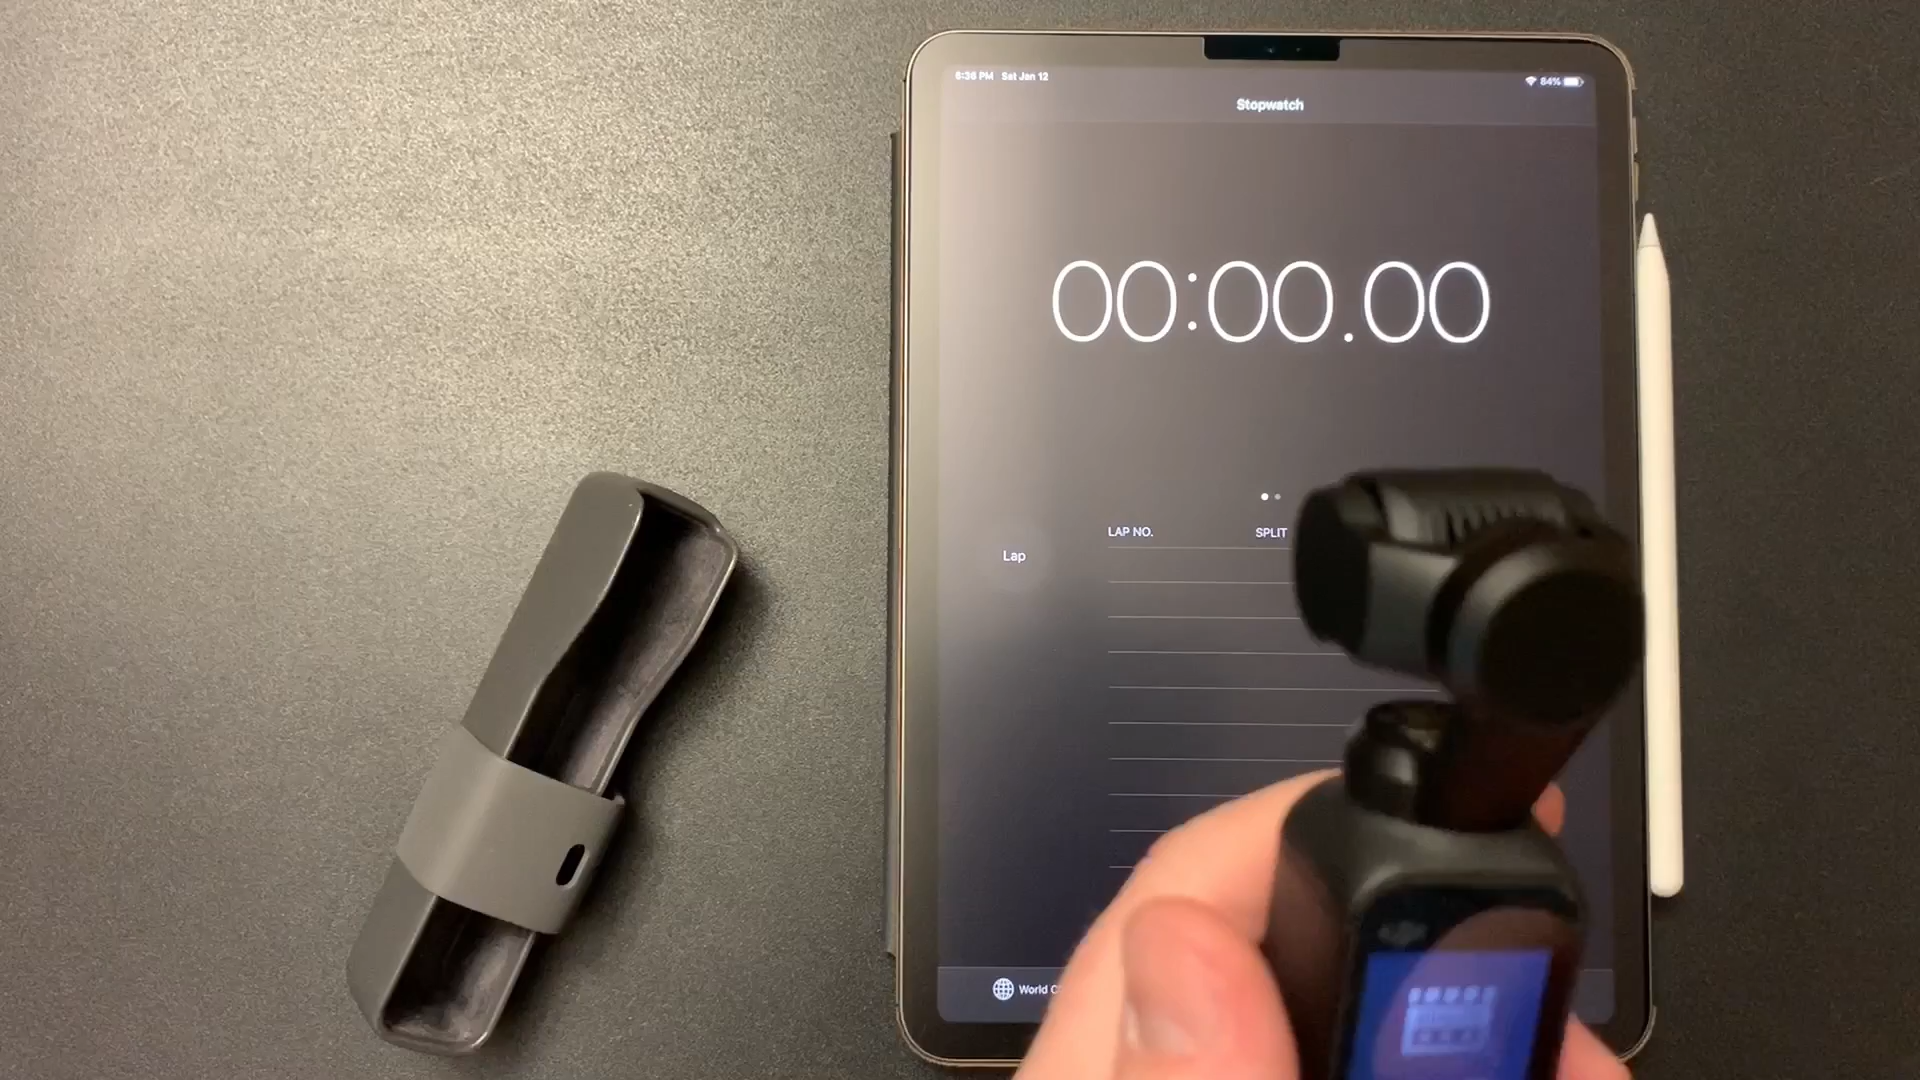 6:36 PM Sat Jan 12
84%
Stopwatch
00:00.00
LAP NO. SPLIT
Lap
World